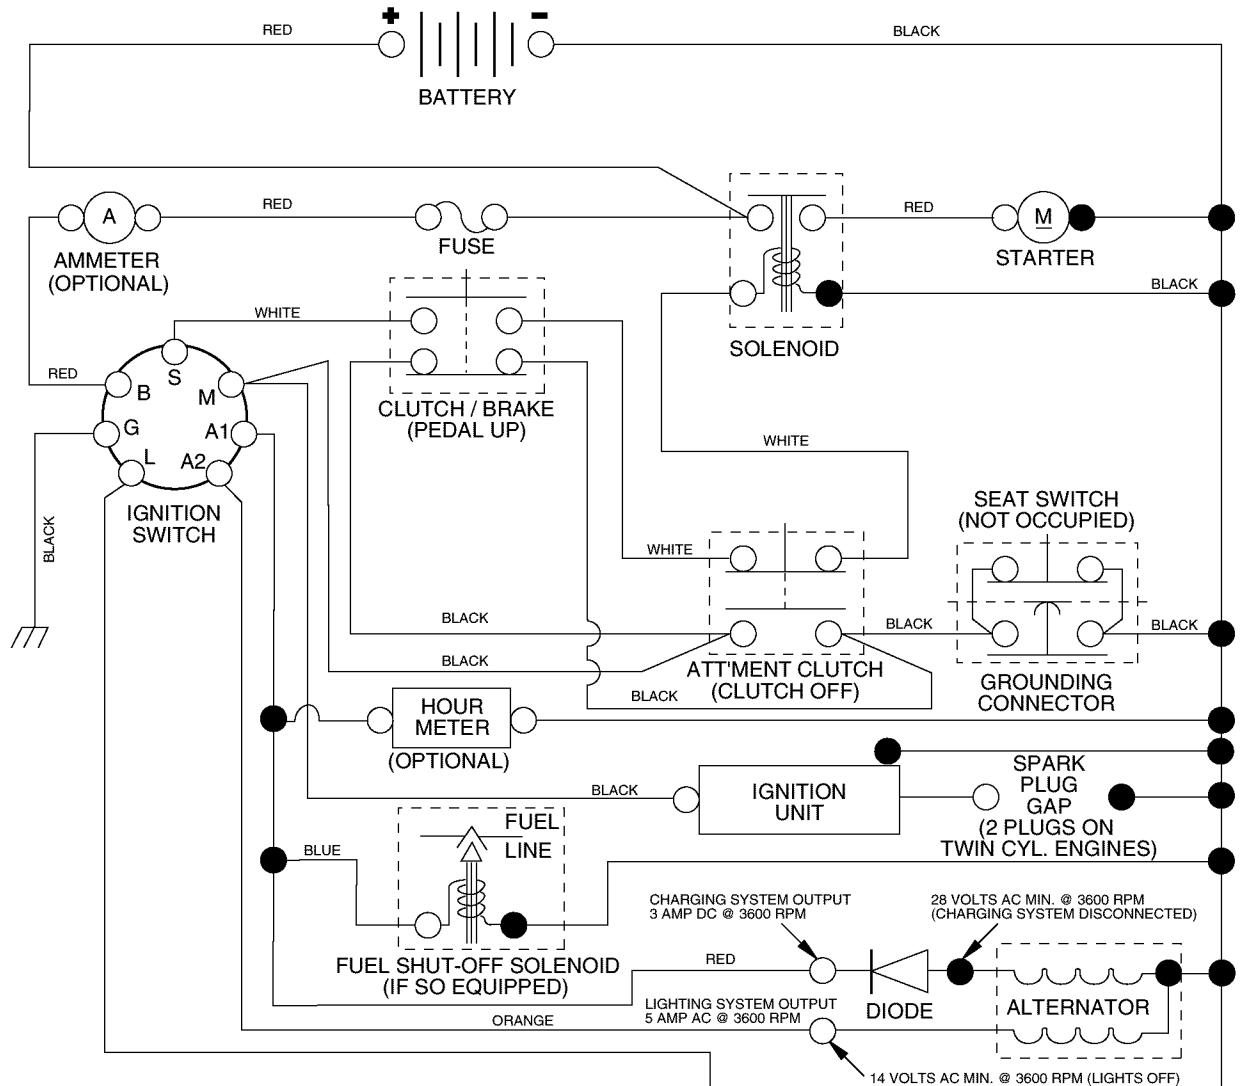 +
-
RED
BLACK
BATTERY
A
RED
FUSE
RED
M
AMMETER
(OPTIONAL)
STARTER
BLACK
WHITE
SOLENOID
RED
S
B
M
G
A1
L
A2
CLUTCH / BRAKE
(PEDAL UP)
WHITE
IGNITION
SWITCH
BLACK
SEAT SWITCH
(NOT OCCUPIED)
WHITE
BLACK
BLACK
BLACK
BLACK
ATT'MENT CLUTCH
(CLUTCH OFF)
BLACK
GROUNDING
CONNECTOR
HOUR
METER
(OPTIONAL)
BLACK
IGNITION
UNIT
SPARK
PLUG
GAP
(2 PLUGS ON
TWIN CYL. ENGINES)
FUEL
LINE
BLUE
CHARGING SYSTEM OUTPUT
3 AMP DC @ 3600 RPM
28 VOLTS AC MIN. @ 3600 RPM
(CHARGING SYSTEM DISCONNECTED)
FUEL SHUT-OFF SOLENOID
(IF SO EQUIPPED)
RED
DIODE
ALTERNATOR
LIGHTING SYSTEM OUTPUT
5 AMP AC @ 3600 RPM
ORANGE
14 VOLTS AC MIN. @ 3600 RPM (LIGHTS OFF)